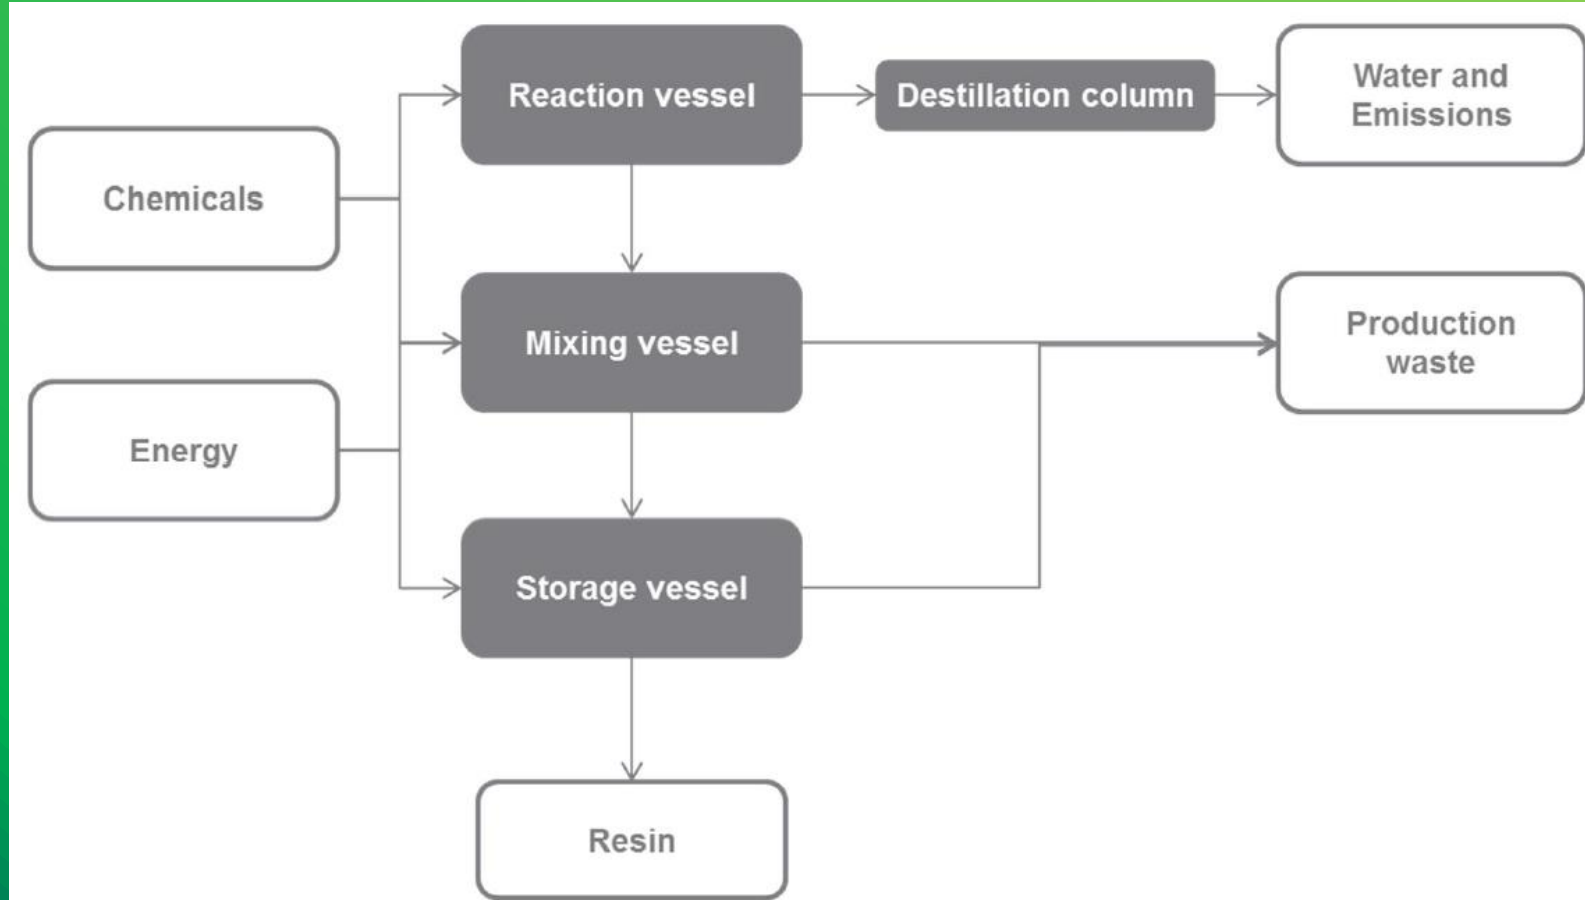 Reaction vessel
Destillation column
Water and
Emissions
Chemicals
Mixing vessel
Production
waste
Energy
Storage vessel
Resin